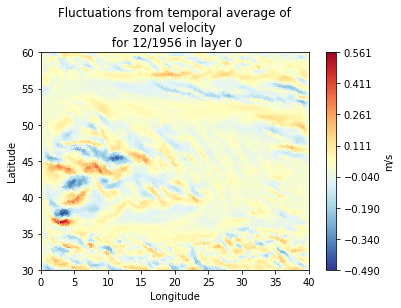 Fluctuations from temporal average of
zonal velocity
for 12/1956 in layer 0
60
55
50
45
40
35
30
Latitude
0 5 10 15 20 25 30 35 40
Longitude
0.561
0.411
0.261
0.111
−0.040
−0.190
−0.340
−0.490
m/s